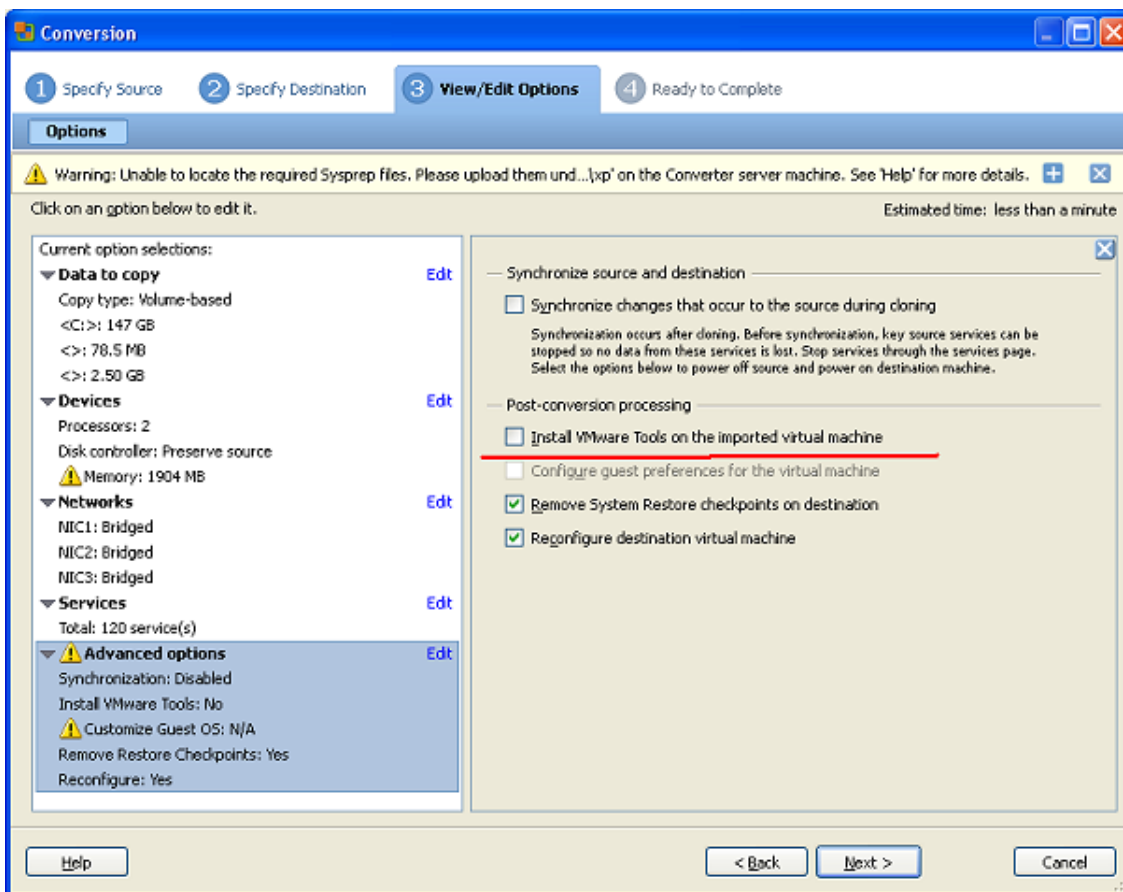 Conversion
1 Specify Source 2 Specify Destination 3 View/Edit Options 4 Ready to Complete
Options
Warning: Unable to locate the required Sysprep files. Please upload them und...\xp' on the Converter server machine. See 'Help' for more details.
Click on an option below to edit it.
Estimated time: less than a minute
Current option selections:
Data to copy Edit
Copy type: Volume-based
<C:>: 147 GB
<>: 78.5 MB
<>: 2.50 GB
Devices Edit
Processors: 2
Disk controller: Preserve source
Memory: 1904 MB
Networks Edit
NIC1: Bridged
NIC2: Bridged
NIC3: Bridged
Services Edit
Total: 120 service(s)
Advanced options Edit
Synchronization: Disabled
Install VMware Tools: No
Customize Guest OS: N/A
Remove Restore Checkpoints: Yes
Reconfigure: Yes
Synchronize source and destination
Synchronize changes that occur to the source during cloning
Synchronization occurs after cloning. Before synchronization, key source services can be
stopped so no data from these services is lost. Stop services through the services page.
Select the options below to power off source and power on destination machine.
Post-conversion processing
Install VMware Tools on the imported virtual machine
Configure guest preferences for the virtual machine
Remove System Restore checkpoints on destination
Reconfigure destination virtual machine
Help
< Back
Next >
Cancel